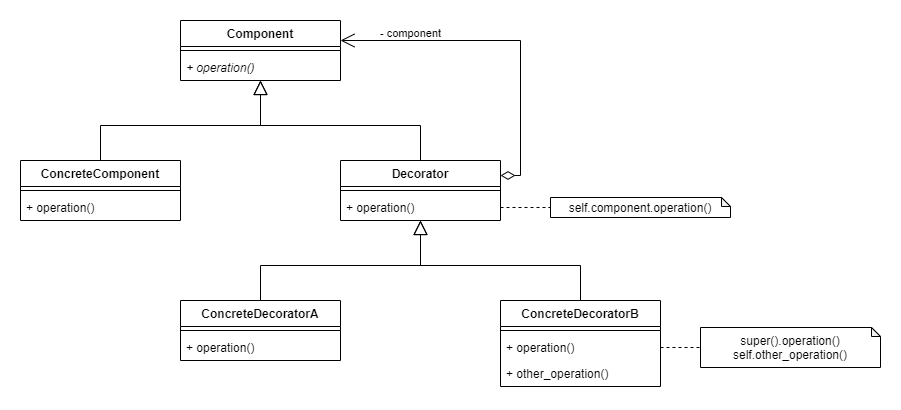 Component
- component
+ operation()
ConcreteComponent
+ operation()
Decorator
+ operation()
self.component.operation()
ConcreteDecoratorA
+ operation()
ConcreteDecoratorB
+ operation()
+ other_operation()
super().operation()
self.other_operation()